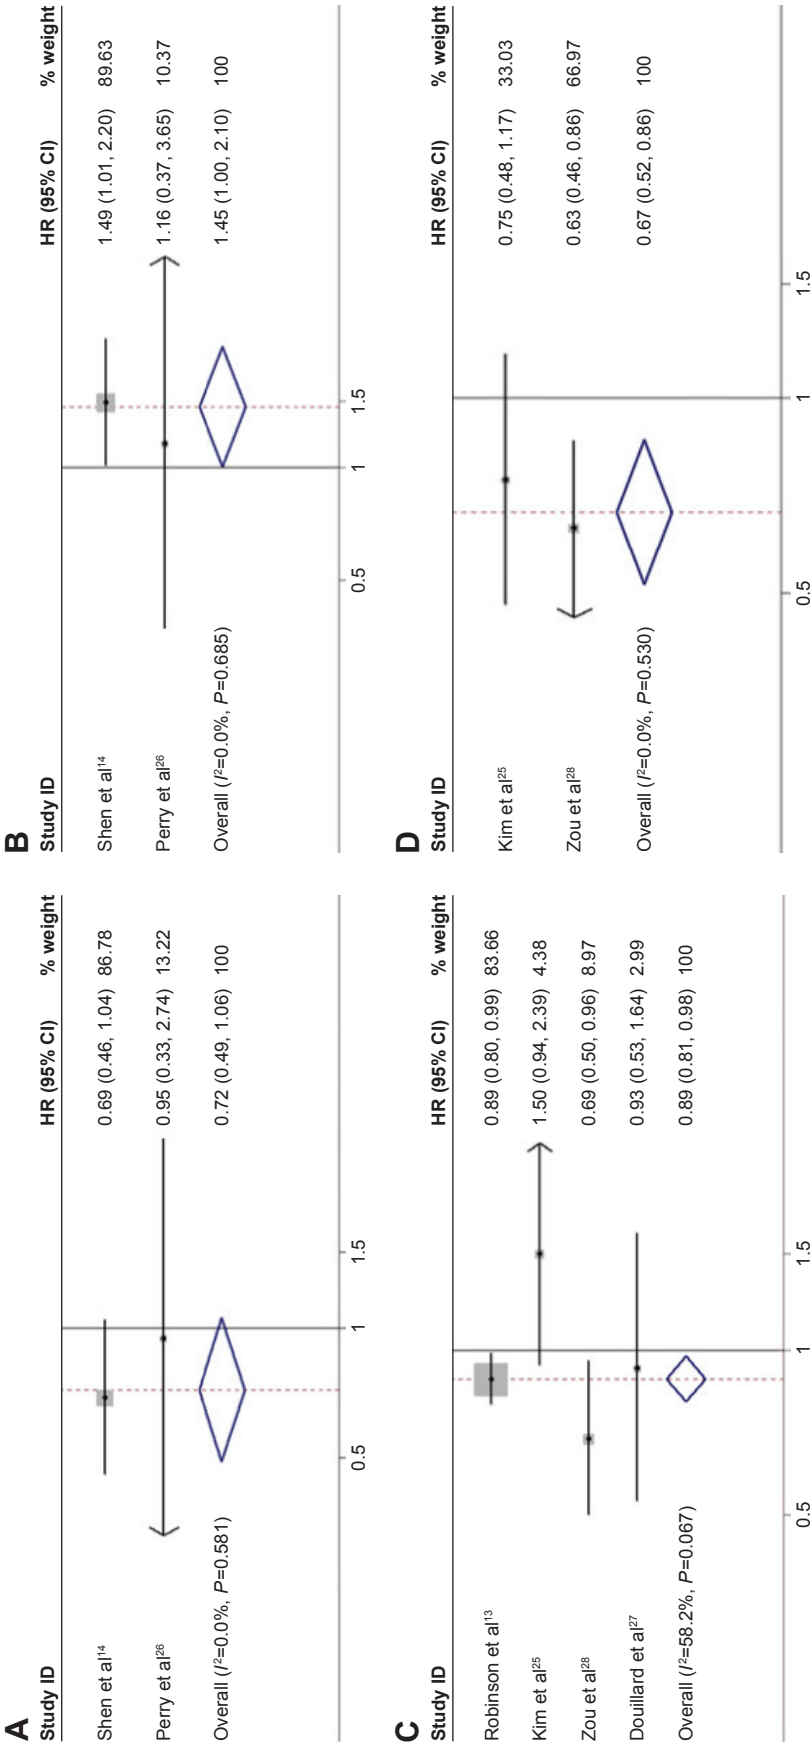 A
Study ID HR (95% CI) % weight
Shen et al14 0.69 (0.46, 1.04) 86.78
Perry et al26 0.95 (0.33, 2.74) 13.22
Overall (I2=0.0%, P=0.581) 0.72 (0.49, 1.06) 100
0.5 1 1.5
B
Study ID HR (95% CI) % weight
Shen et al14 1.49 (1.01, 2.20) 89.63
Perry et al26 1.16 (0.37, 3.65) 10.37
Overall (I2=0.0%, P=0.685) 1.45 (1.00, 2.10) 100
0.5 1 1.5
C
Study ID HR (95% CI) % weight
Robinson et al13 0.89 (0.80, 0.99) 83.66
Kim et al25 1.50 (0.94, 2.39) 4.38
Zou et al28 0.69 (0.50, 0.96) 8.97
Douillard et al27 0.93 (0.53, 1.64) 2.99
Overall (I2=58.2%, P=0.067) 0.89 (0.81, 0.98) 100
0.5 1 1.5
D
Study ID HR (95% CI) % weight
Kim et al25 0.75 (0.48, 1.17) 33.03
Zou et al28 0.63 (0.46, 0.86) 66.97
Overall (I2=0.0%, P=0.530) 0.67 (0.52, 0.86) 100
0.5 1 1.5